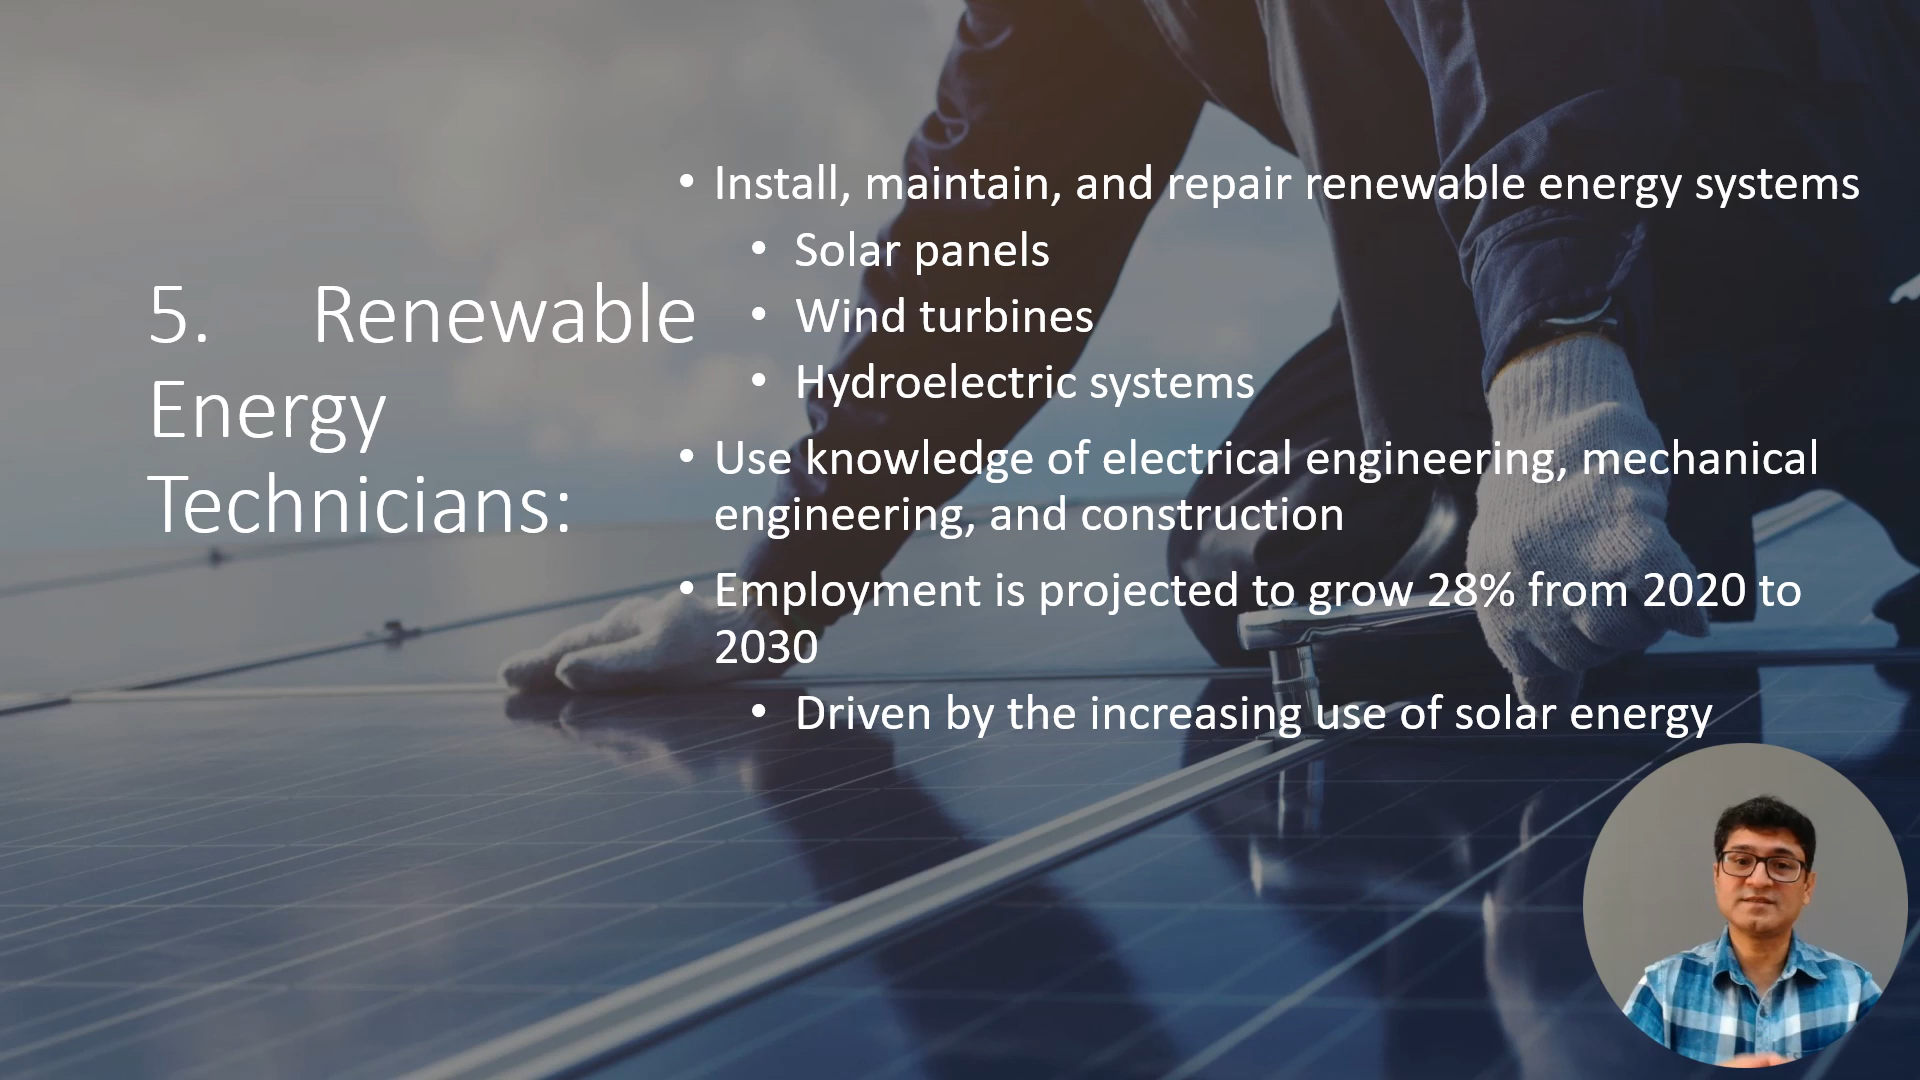 5. Renewable
Energy
Technicians:
• Install, maintain, and repair renewable energy systems
• Solar panels
• Wind turbines
• Hydroelectric systems
• Use knowledge of electrical engineering, mechanical
engineering, and construction
• Employment is projected to grow 28% from 2020 to
2030
• Driven by the increasing use of solar energy